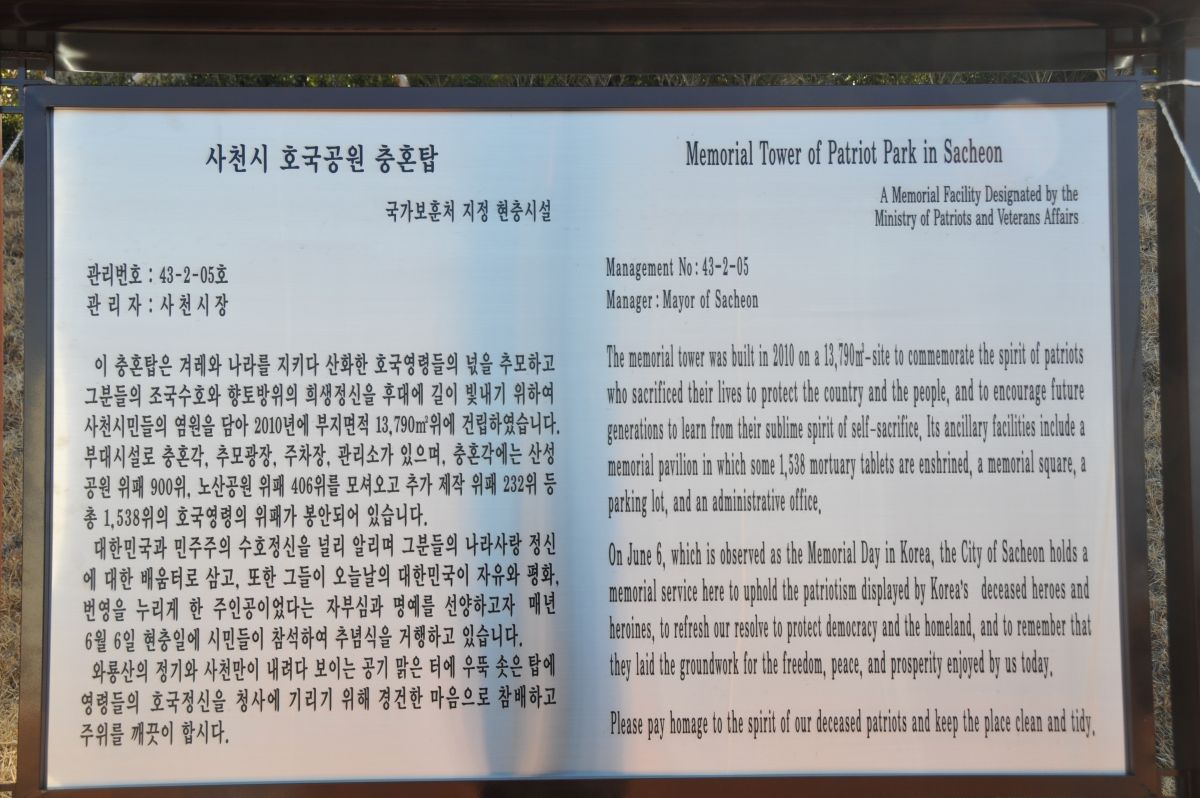 사천시 호국공원 충혼탑
국가보훈처 지정 현충시설
관리번호 : 43-2-05호
관 리 자 : 사천시장
이 충혼탑은 겨레와 나라를 지키다 산화한 호국영령들의 넋을 추모하고
그분들의 조국수호와 향토방위의 희생정신을 후대에 길이 빛내기 위하여
사천시민들의 염원을 담아 2010년에 부지면적 13,790㎡위에 건립하였습니다.
부대시설로 충혼각, 추모광장, 주차장, 관리소가 있으며, 충혼각에는 산성
공원 위패 900위, 노산공원 위패 406위를 모셔오고 추가 제작 위패 232위 등
총 1,538위의 호국영령의 위패가 봉안되어 있습니다.
대한민국과 민주주의 수호정신을 널리 알리며 그분들의 나라사랑 정신
에 대한 배움터로 삼고, 또한 그들이 오늘날의 대한민국이 자유와 평화,
번영을 누리게 한 주인공이었다는 자부심과 명예를 선양하고자 매년
6월 6일 현충일에 시민들이 참석하여 추념식을 거행하고 있습니다.
와룡산의 정기와 사천만이 내려다 보이는 공기 맑은 터에 우뚝 솟은 탑에
영령들의 호국정신을 청사에 기리기 위해 경건한 마음으로 참배하고
주위를 깨끗이 합시다.
Memorial Tower of Patriot Park in Sacheon
A Memorial Facility Designated by the
Ministry of Patriots and Veterans Affairs
Management No : 43-2-05
Manager : Mayor of Sacheon
The memorial tower was built in 2010 on a 13,790㎡-site to commemorate the spirit of patriots
who sacrificed their lives to protect the country and the people, and to encourage future
generations to learn from their sublime spirit of self-sacrifice. Its ancillary facilities include a
memorial pavilion in which some 1,538 mortuary tablets are enshrined, a memorial square, a
parking lot, and an administrative office.
On June 6, which is observed as the Memorial Day in Korea, the City of Sacheon holds a
memorial service here to uphold the patriotism displayed by Korea's deceased heroes and
heroines, to refresh our resolve to protect democracy and the homeland, and to remember that
they laid the groundwork for the freedom, peace, and prosperity enjoyed by us today.
Please pay homage to the spirit of our deceased patriots and keep the place clean and tidy.